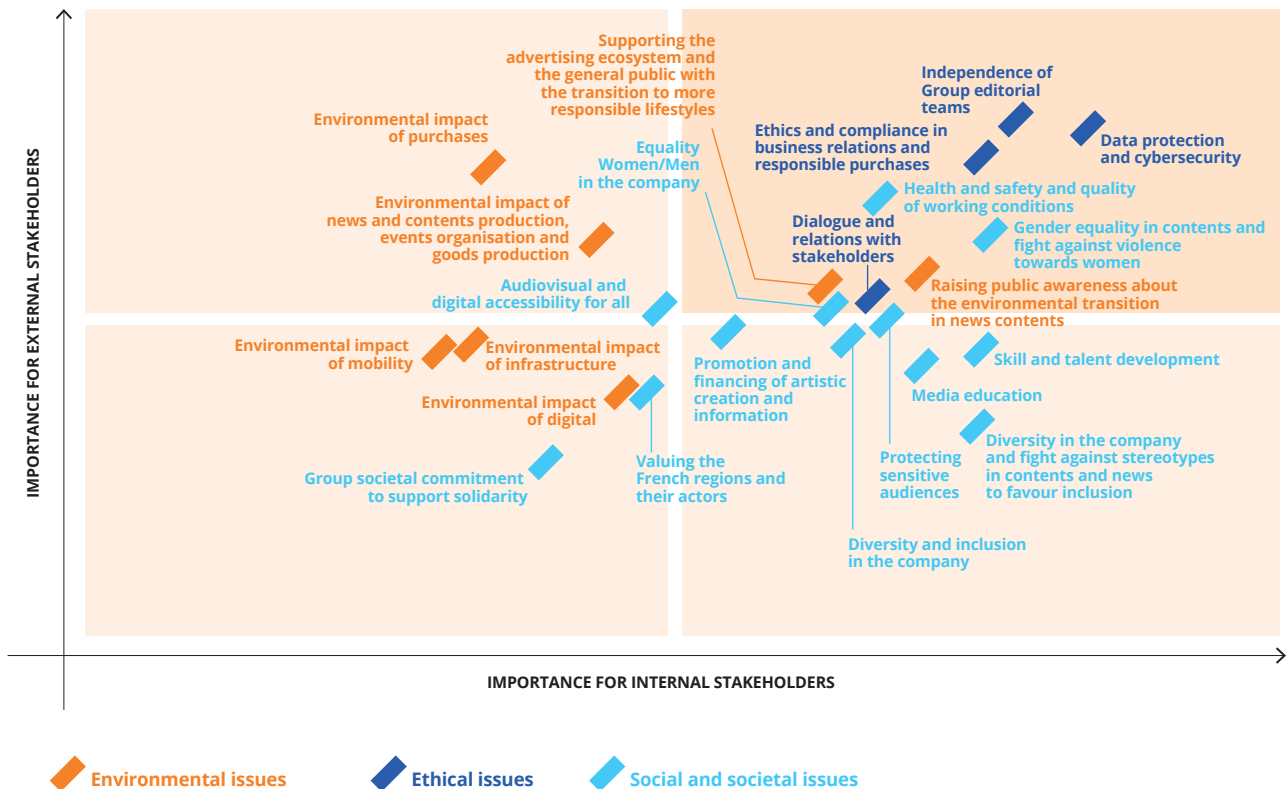 IMPORTANCE FOR EXTERNAL STAKEHOLDERS
Supporting the
advertising ecosystem and
the general public with
the transition to more
responsible lifestyles
Environmental impact
of purchases
Equality
Women/Men
in the company
Environmental impact of
news and contents production,
events organisation and
goods production
Audiovisual and
digital accessibility for all
Independence of
Group editorial
teams
Ethics and compliance in
business relations and
responsible purchases
Data protection
and cybersecurity
Health and safety and quality
of working conditions
Dialogue and
relations with
stakeholders
Gender equality in contents and
fight against violence
towards women
Raising public awareness about
the environmental transition
in news contents
Environmental impact
of mobility
Environmental impact
of infrastructure
Environmental impact
of digital
Group societal commitment
to support solidarity
Valuing the
French regions and
their actors
Promotion and
financing of artistic
creation and
information
Skill and talent development
Media education
Protecting
sensitive
audiences
Diversity in the company
and fight against stereotypes
in contents and news
to favour inclusion
Diversity and inclusion
in the company
IMPORTANCE FOR INTERNAL STAKEHOLDERS
Environmental issues
Ethical issues
Social and societal issues